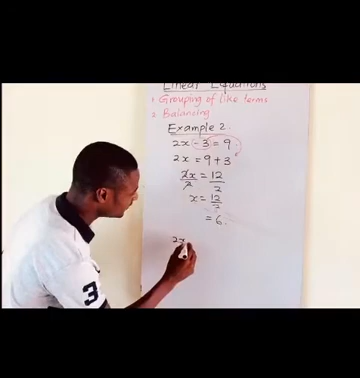 Linear Equations
1 Grouping of like terms
2 Balancing
Example 2.
2x - 3 = 9
2x = 9 + 3
2x/2 = 12/2
x = 12/2
= 6
2x
3